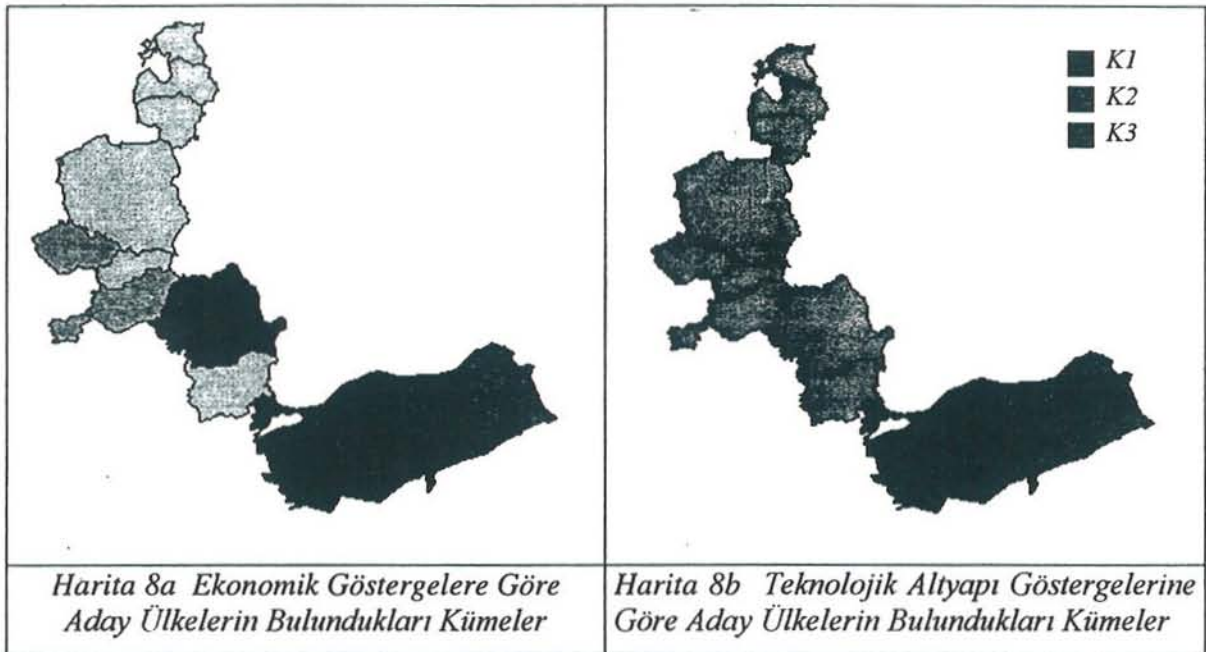 K1
K2
K3
Harita 8a Ekonomik Göstergelere Göre
Aday Ülkelerin Bulundukları Kümeler
Harita 8b Teknolojik Altyapı Göstergelerine
Göre Aday Ülkelerin Bulundukları Kümeler